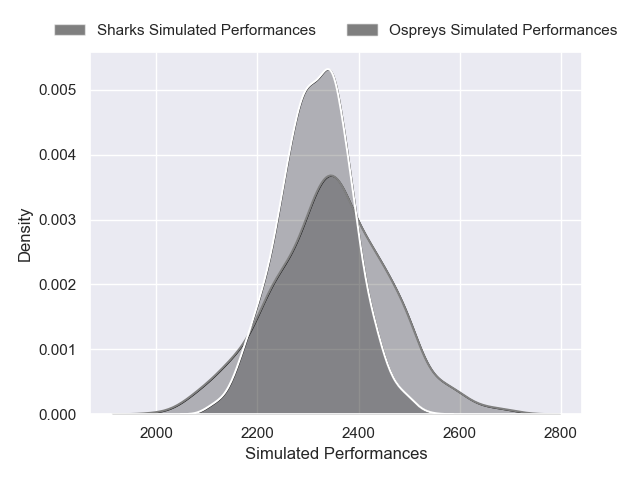 Sharks Simulated Performances
Ospreys Simulated Performances
0.005
0.004
0.003
0.002
0.001
0.000
Density
2000
2200
2400
2600
2800
Simulated Performances